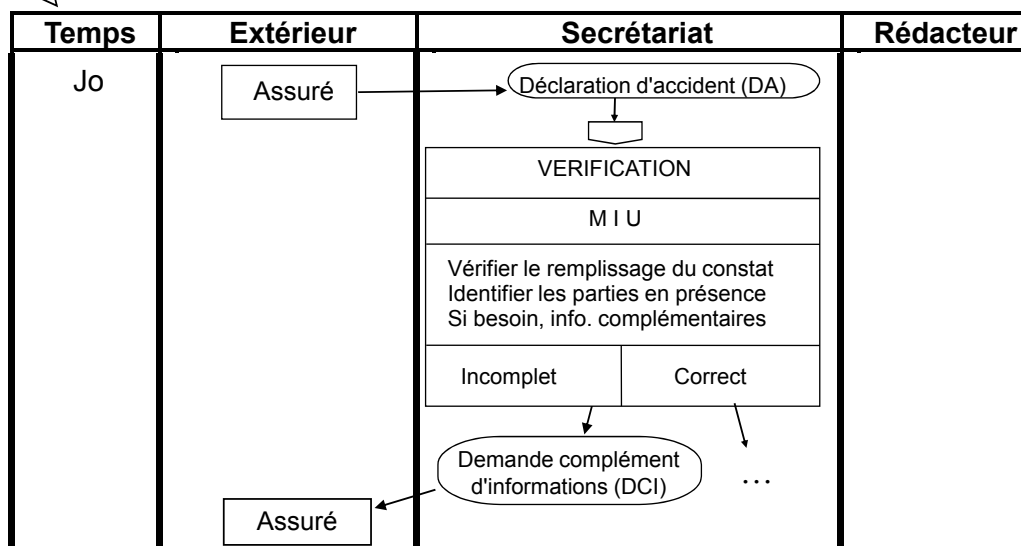 Temps Extérieur Secrétariat Rédacteur
Jo
Assuré
Déclaration d'accident (DA)
VERIFICATION
M I U
Vérifier le remplissage du constat
Identifier les parties en présence
Si besoin, info. complémentaires
Incomplet Correct
Demande complément
d'informations (DCI)
...
Assuré